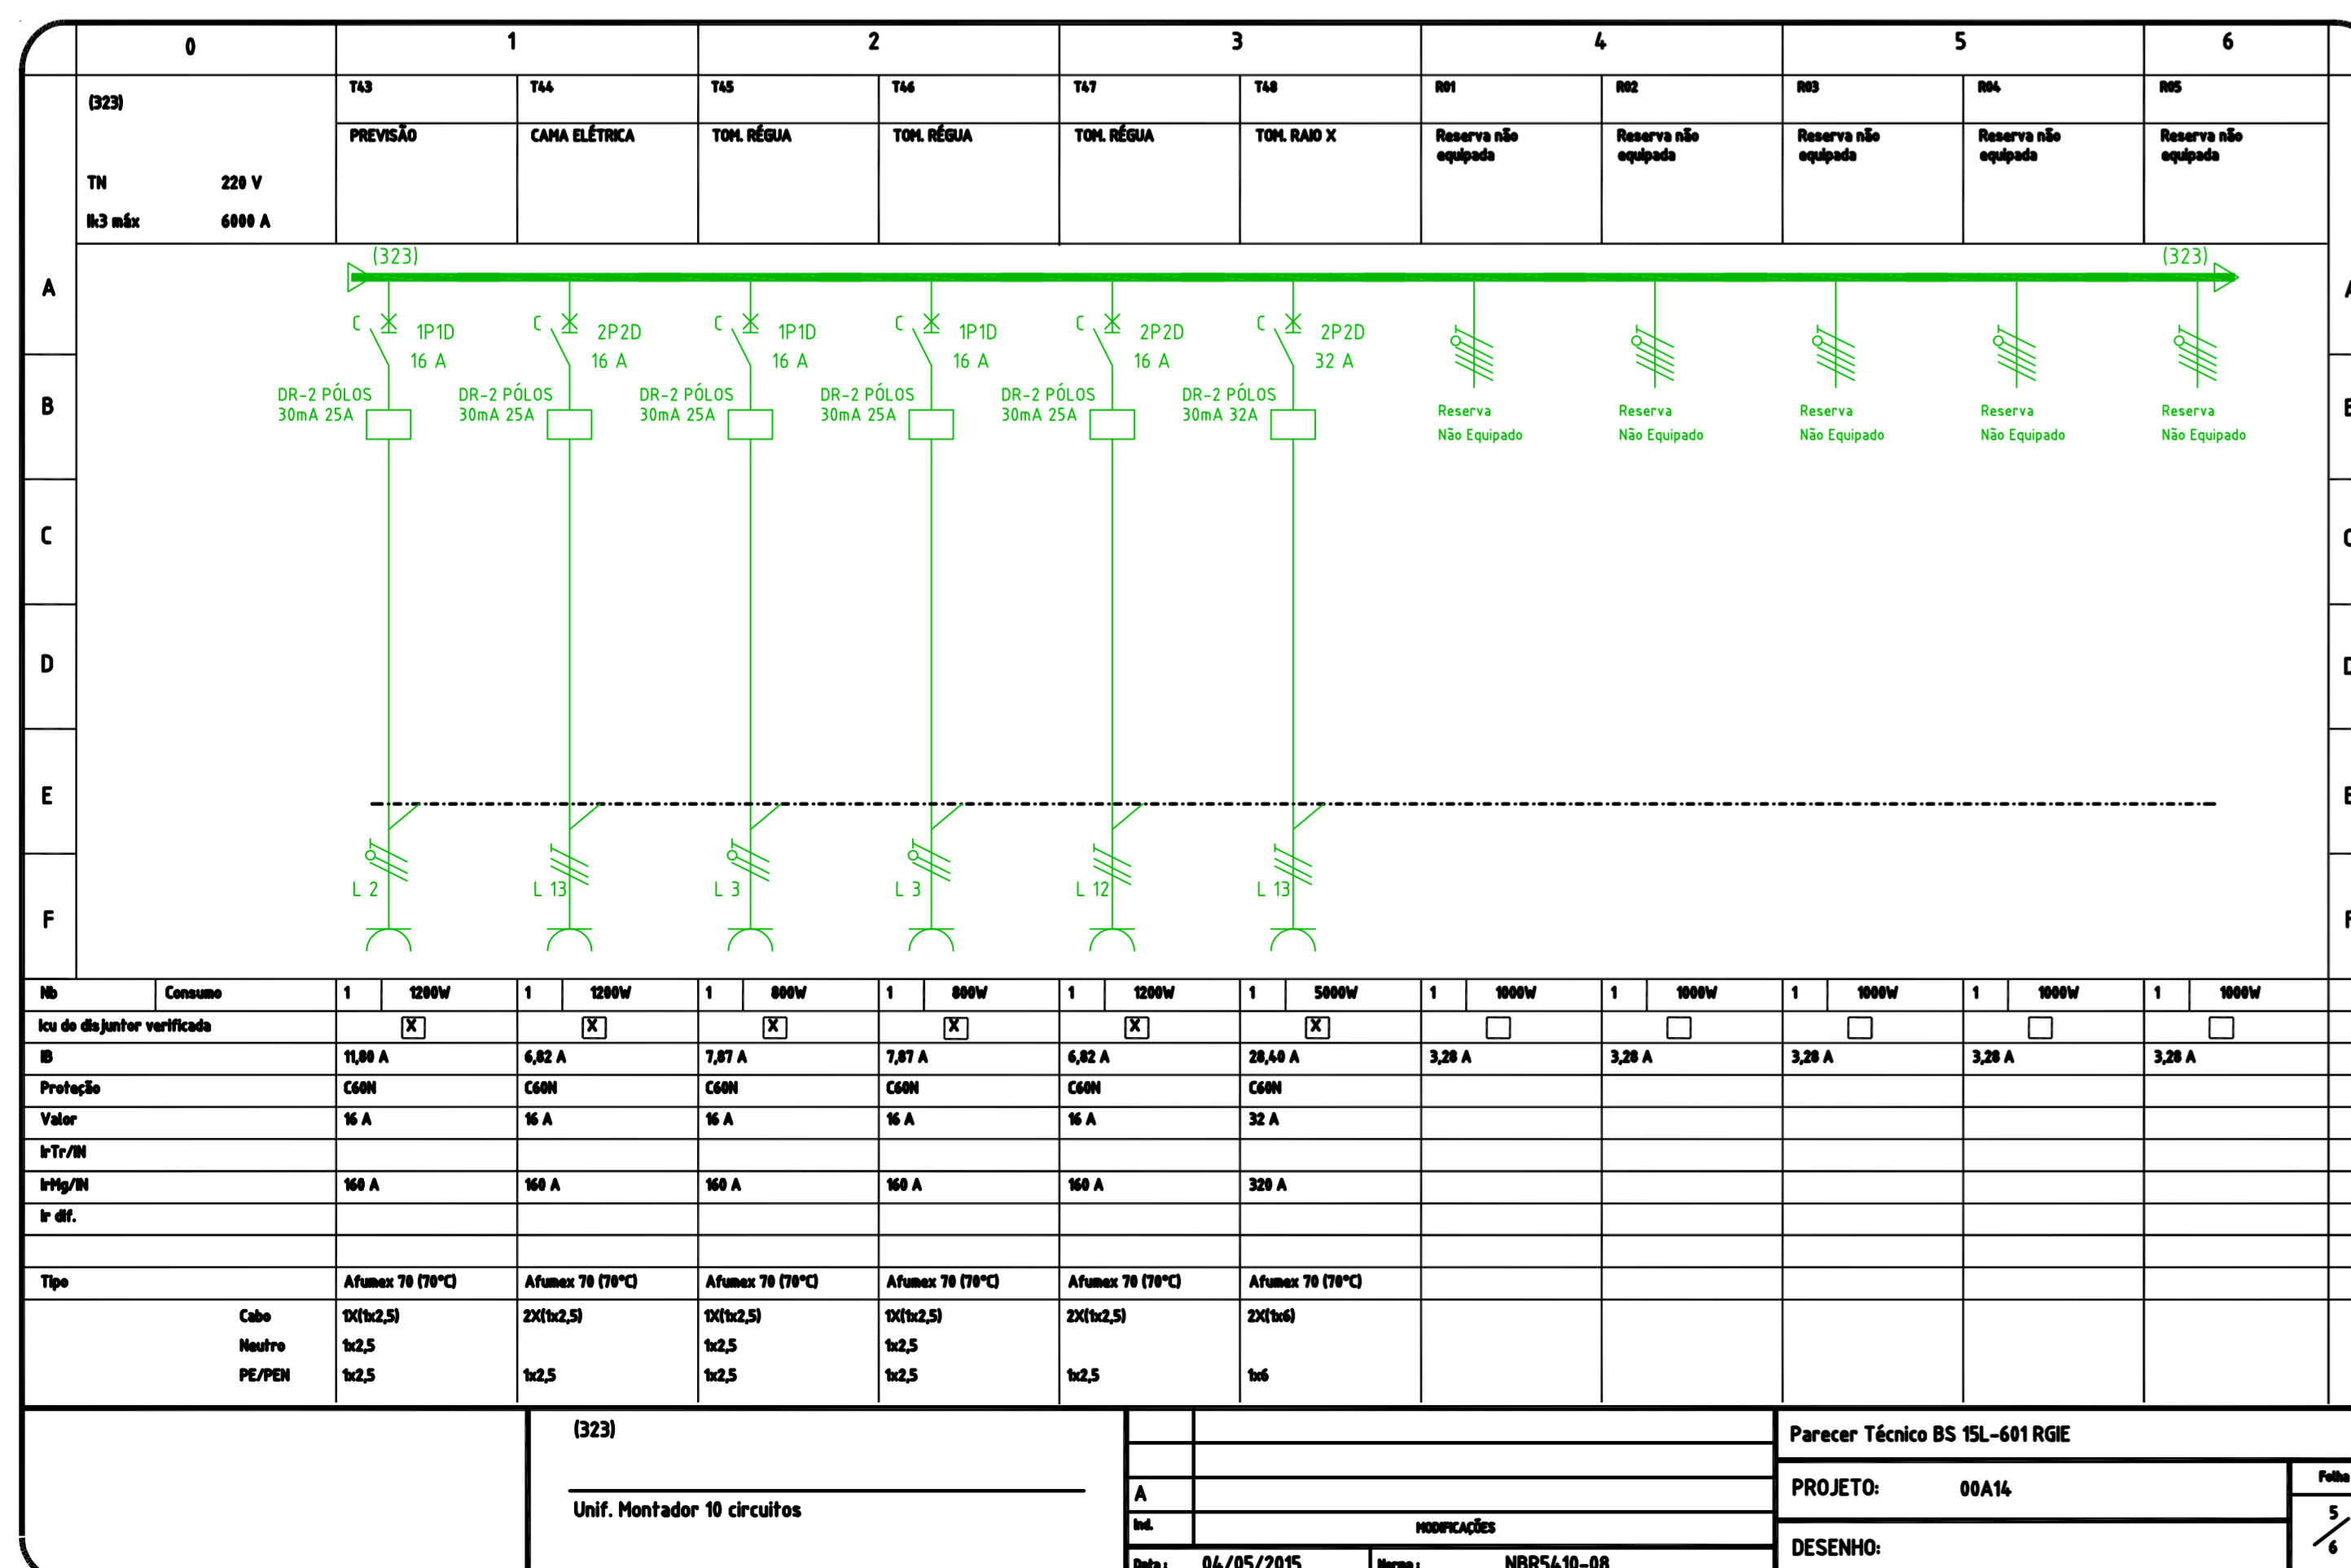 0 1 2 3 4 5 6
(323) T43 T44 T45 T46 T47 T48 R01 R02 R03 R04 R05
PREVISÃO CAMA ELÉTRICA TOM. RÉGUA TOM. RÉGUA TOM. RÉGUA TOM. RAIO X Reserva não Reserva não Reserva não Reserva não Reserva não
equipada equipada equipada equipada equipada
TN 220 V
Ik3 máx 6000 A
(323) (323)
A
C 1P1D C 2P2D C 1P1D C 1P1D C 2P2D C 2P2D
16 A 16 A 16 A 16 A 16 A 32 A
DR-2 PÓLOS DR-2 PÓLOS DR-2 PÓLOS DR-2 PÓLOS DR-2 PÓLOS DR-2 PÓLOS
B 30mA 25A 30mA 25A 30mA 25A 30mA 25A 30mA 25A 30mA 32A Reserva Reserva Reserva Reserva Reserva
Não Equipado Não Equipado Não Equipado Não Equipado Não Equipado
C
D
E
L 2 L 13 L 3 L 3 L 12 L 13
F
Nb Consumo 1 1200W 1 1200W 1 800W 1 800W 1 1200W 1 5000W 1 1000W 1 1000W 1 1000W 1 1000W 1 1000W
Icu do disjuntor verificada X X X X X X
IB 11,80 A 6,82 A 7,87 A 7,87 A 6,82 A 28,40 A 3,28 A 3,28 A 3,28 A 3,28 A 3,28 A
Proteção C60N C60N C60N C60N C60N C60N
Valor 16 A 16 A 16 A 16 A 16 A 32 A
IrTr/IN
IrMg/IN 160 A 160 A 160 A 160 A 160 A 320 A
Ir dif.
Tipo Afumex 70 (70°C) Afumex 70 (70°C) Afumex 70 (70°C) Afumex 70 (70°C) Afumex 70 (70°C) Afumex 70 (70°C)
Cabo 1X(1x2,5) 2X(1x2,5) 1X(1x2,5) 1X(1x2,5) 2X(1x2,5) 2X(1x6)
Neutro 1x2,5 1x2,5 1x2,5
PE/PEN 1x2,5 1x2,5 1x2,5 1x2,5 1x2,5 1x6
(323)
Unif. Montador 10 circuitos
A
Ind. MODIFICAÇÕES
Data : 04/05/2015 Norma : NBR5410-08
Parecer Técnico BS 15L-601 RGIE
PROJETO: 00A14
DESENHO:
Folha
5
/
6